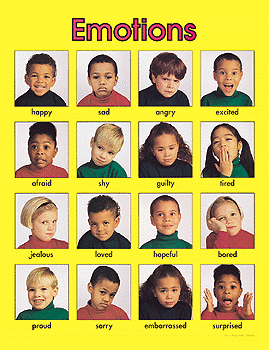 Emotions
happy sad angry excited
afraid shy guilty tired
jealous loved hopeful bored
proud sorry embarrassed surprised